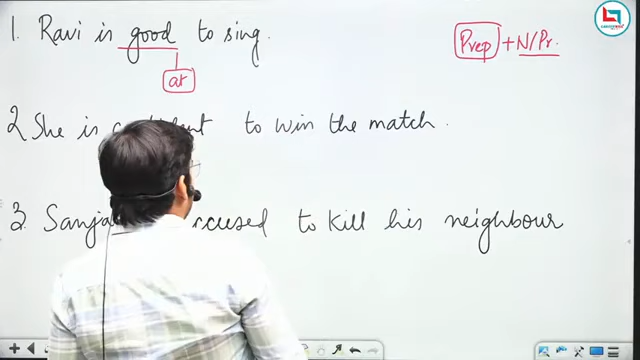 1. Ravi is good to sing.
at
Prep + N/Pr.
2. She is to win the match.
3. to kill his neighbour